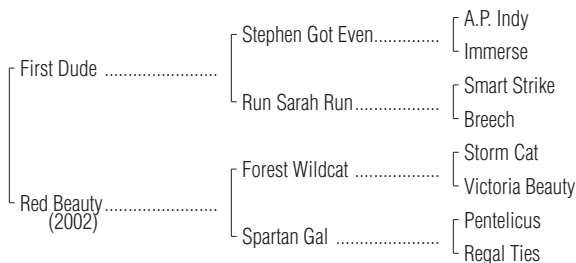 A.P. Indy
Stephen Got Even...............
Immerse
First Dude ........................
Smart Strike
Run Sarah Run ..................
Breech
Storm Cat
Forest Wildcat ..................
Victoria Beauty
Red Beauty........................
(2002)
Pentelicus
Spartan Gal ......................
Regal Ties